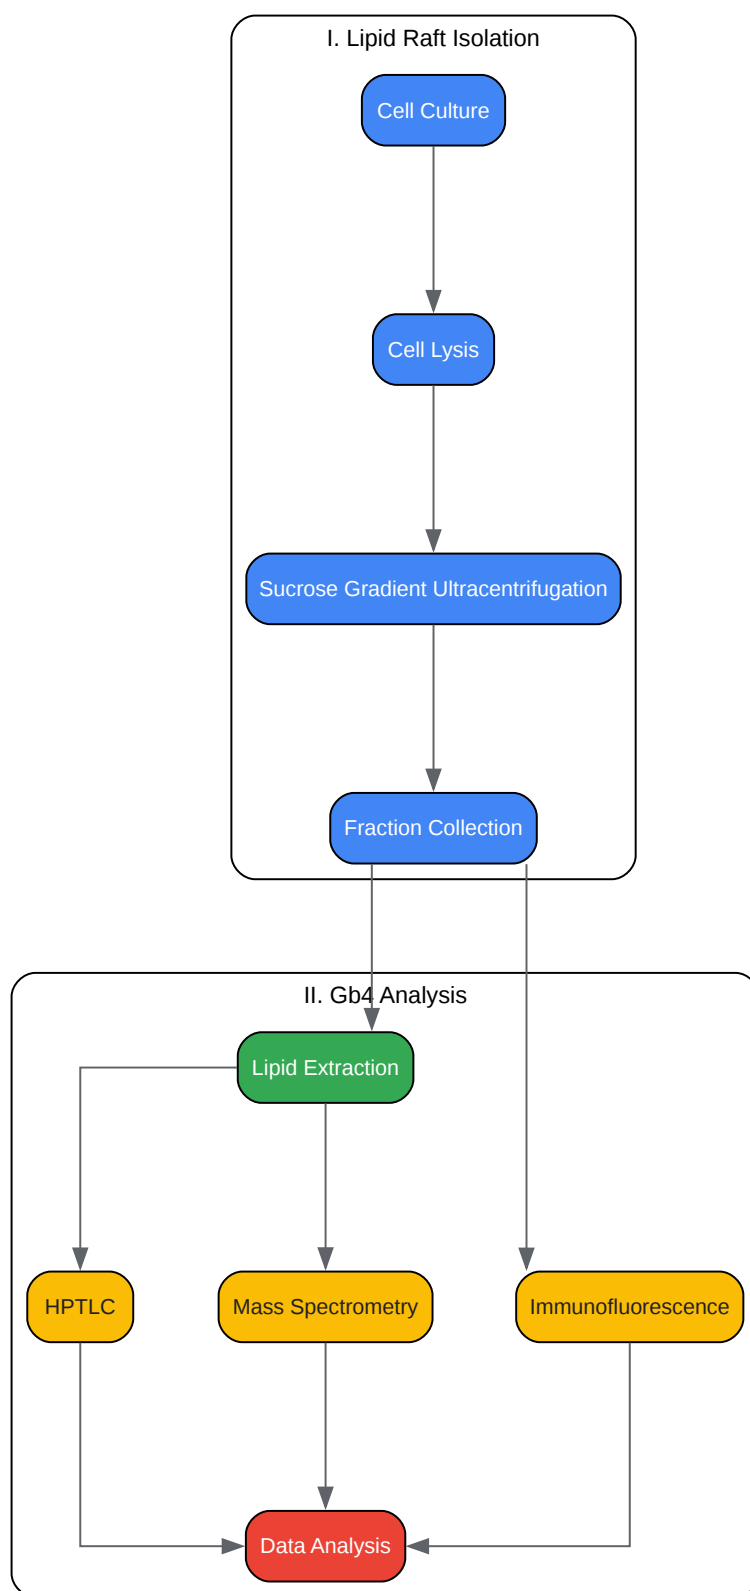 I. Lipid Raft Isolation
Cell Culture
Cell Lysis
Sucrose Gradient Ultracentrifugation
Fraction Collection
II. Gb4 Analysis
Lipid Extraction
HPTLC
Mass Spectrometry
Immunofluorescence
Data Analysis